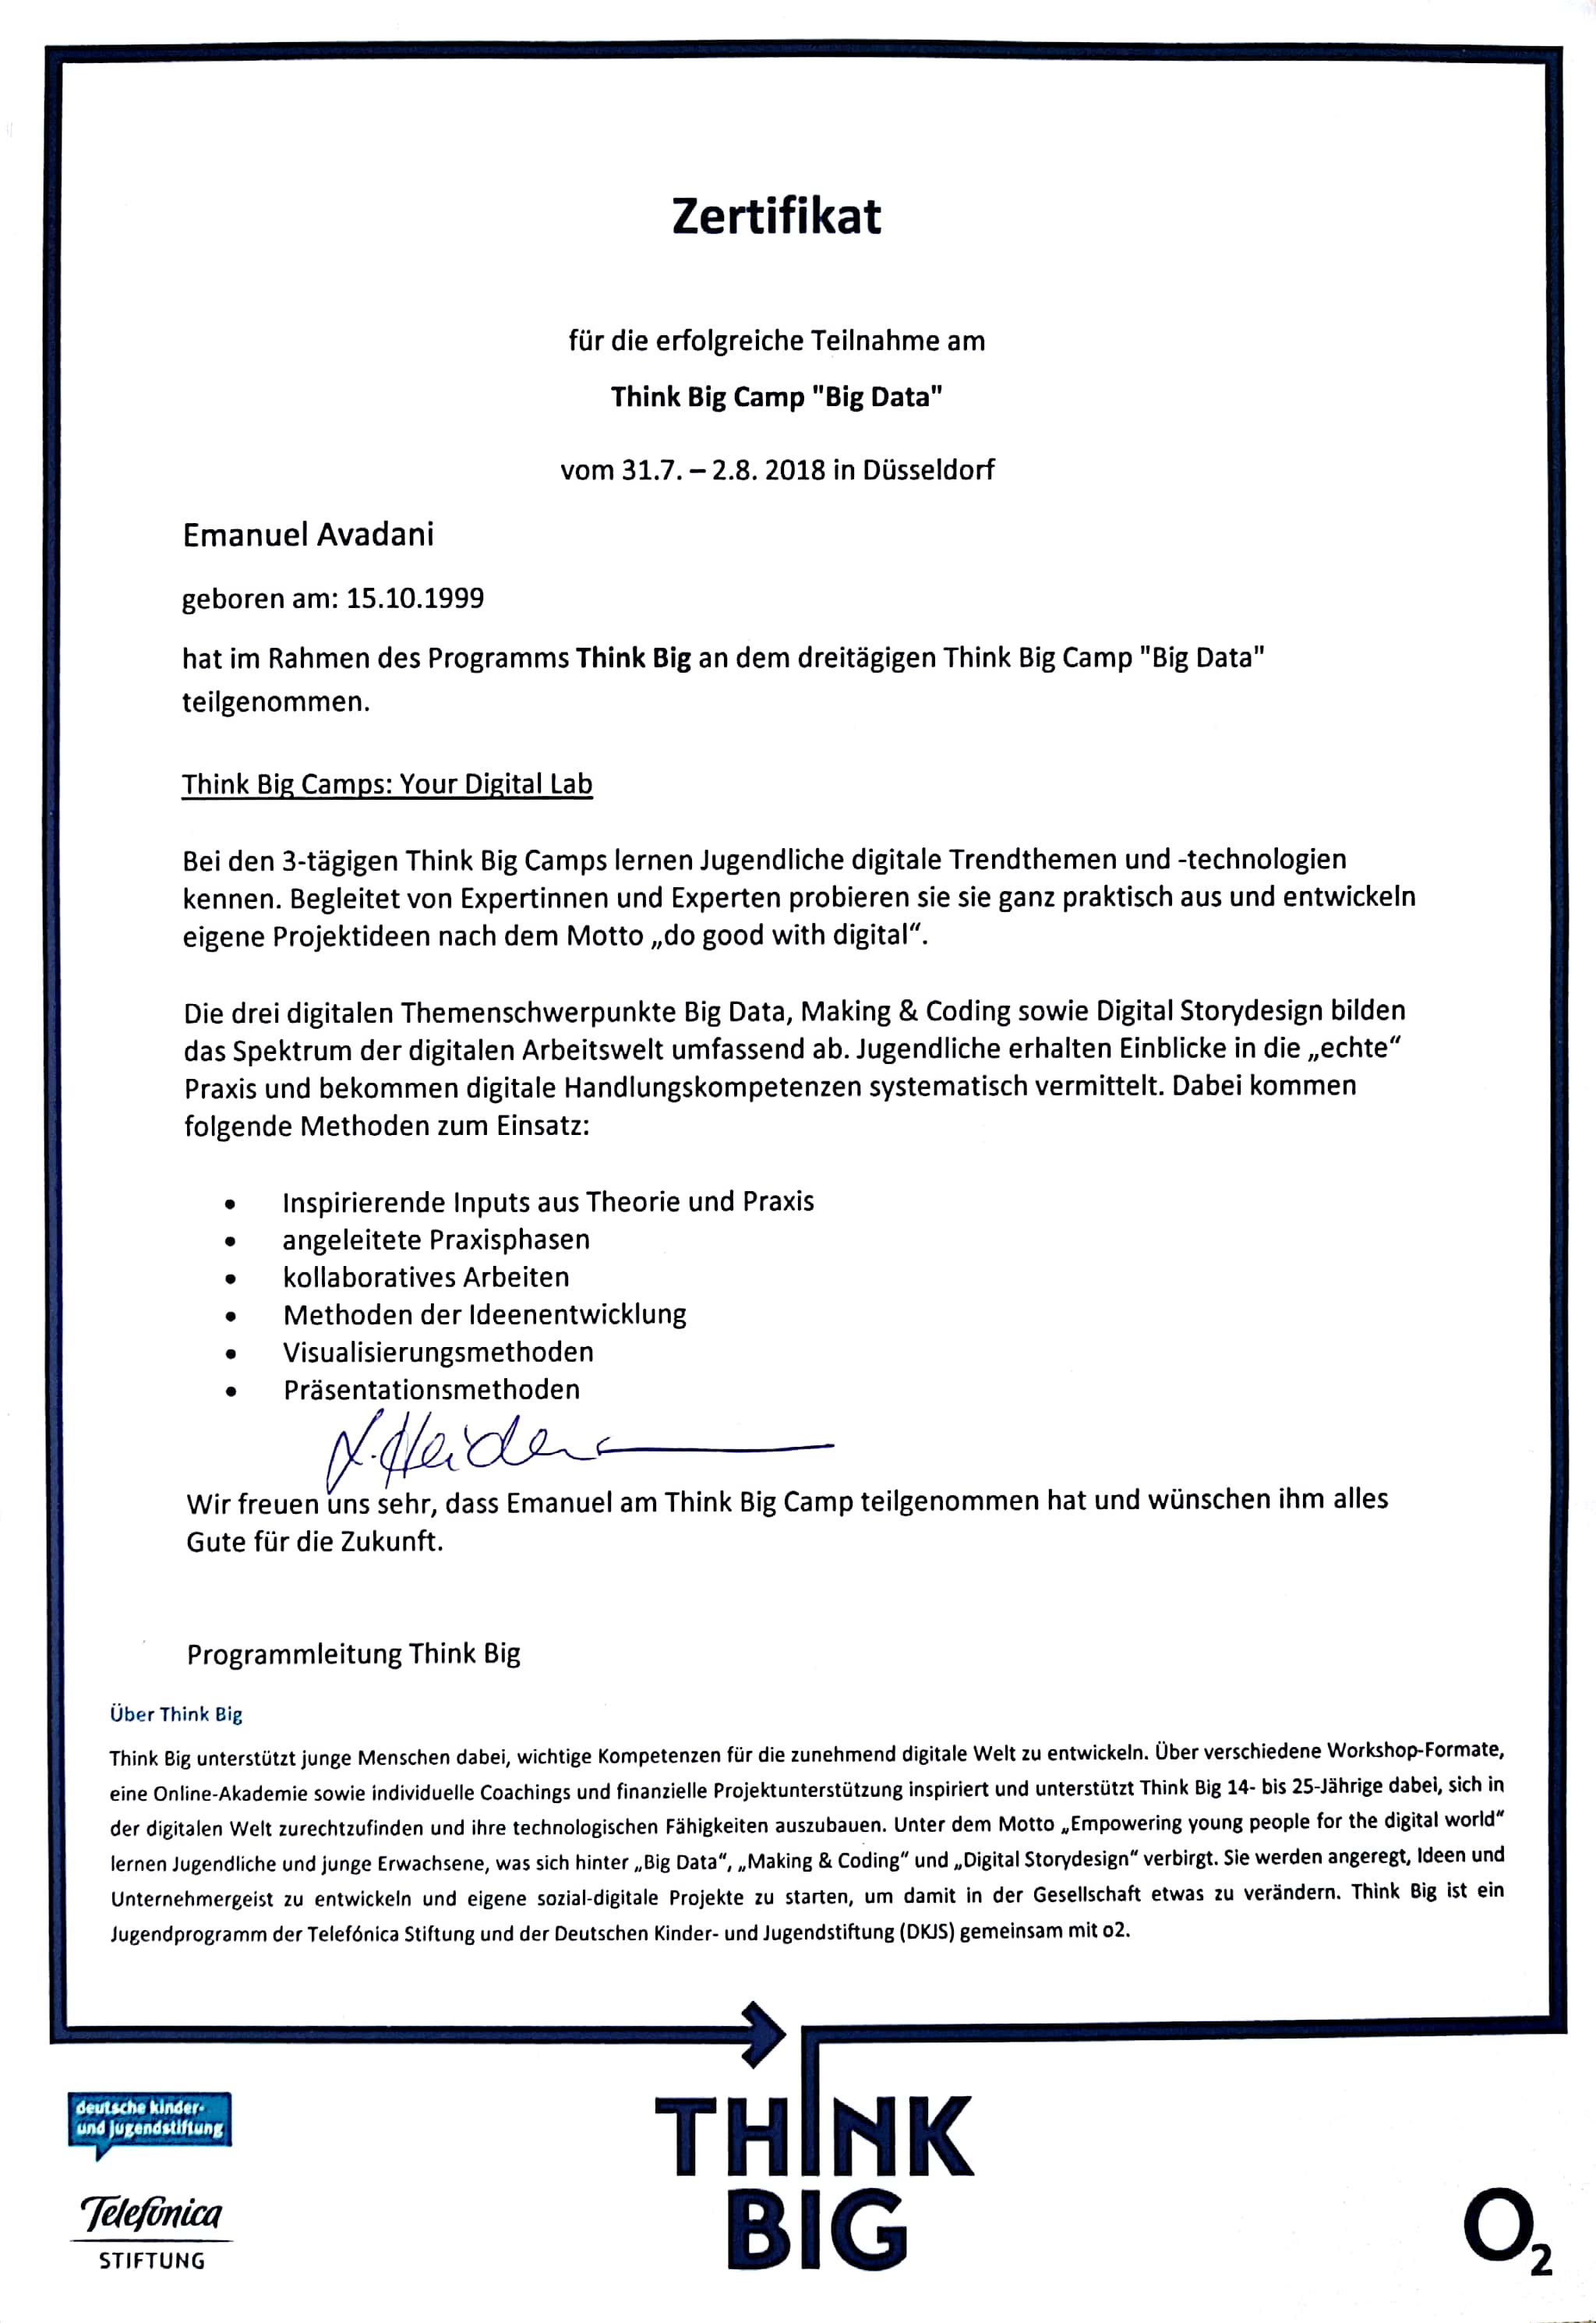 Zertifikat
für die erfolgreiche Teilnahme am
Think Big Camp "Big Data"
vom 31.7. – 2.8. 2018 in Düsseldorf
Emanuel Avadani
geboren am: 15.10.1999
hat im Rahmen des Programms Think Big an dem dreitägigen Think Big Camp "Big Data"
teilgenommen.
Think Big Camps: Your Digital Lab
Bei den 3-tägigen Think Big Camps lernen Jugendliche digitale Trendthemen und -technologien
kennen. Begleitet von Expertinnen und Experten probieren sie sie ganz praktisch aus und entwickeln
eigene Projektideen nach dem Motto „do good with digital“.
Die drei digitalen Themenschwerpunkte Big Data, Making & Coding sowie Digital Storydesign bilden
das Spektrum der digitalen Arbeitswelt umfassend ab. Jugendliche erhalten Einblicke in die „echte“
Praxis und bekommen digitale Handlungskompetenzen systematisch vermittelt. Dabei kommen
folgende Methoden zum Einsatz:
• Inspirierende Inputs aus Theorie und Praxis
• angeleitete Praxisphasen
• kollaboratives Arbeiten
• Methoden der Ideenentwicklung
• Visualisierungsmethoden
• Präsentationsmethoden
Wir freuen uns sehr, dass Emanuel am Think Big Camp teilgenommen hat und wünschen ihm alles
Gute für die Zukunft.
Programmleitung Think Big
Über Think Big
Think Big unterstützt junge Menschen dabei, wichtige Kompetenzen für die zunehmend digitale Welt zu entwickeln. Über verschiedene Workshop-Formate,
eine Online-Akademie sowie individuelle Coachings und finanzielle Projektunterstützung inspiriert und unterstützt Think Big 14- bis 25-Jährige dabei, sich in
der digitalen Welt zurechtzufinden und ihre technologischen Fähigkeiten auszubauen. Unter dem Motto „Empowering young people for the digital world“
lernen Jugendliche und junge Erwachsene, was sich hinter „Big Data“, „Making & Coding“ und „Digital Storydesign“ verbirgt. Sie werden angeregt, Ideen und
Unternehmergeist zu entwickeln und eigene sozial-digitale Projekte zu starten, um damit in der Gesellschaft etwas zu verändern. Think Big ist ein
Jugendprogramm der Telefónica Stiftung und der Deutschen Kinder- und Jugendstiftung (DKJS) gemeinsam mit o2.
deutsche kinder-
und jugendstiftung
Telefónica
STIFTUNG
THINK
BIG
O2